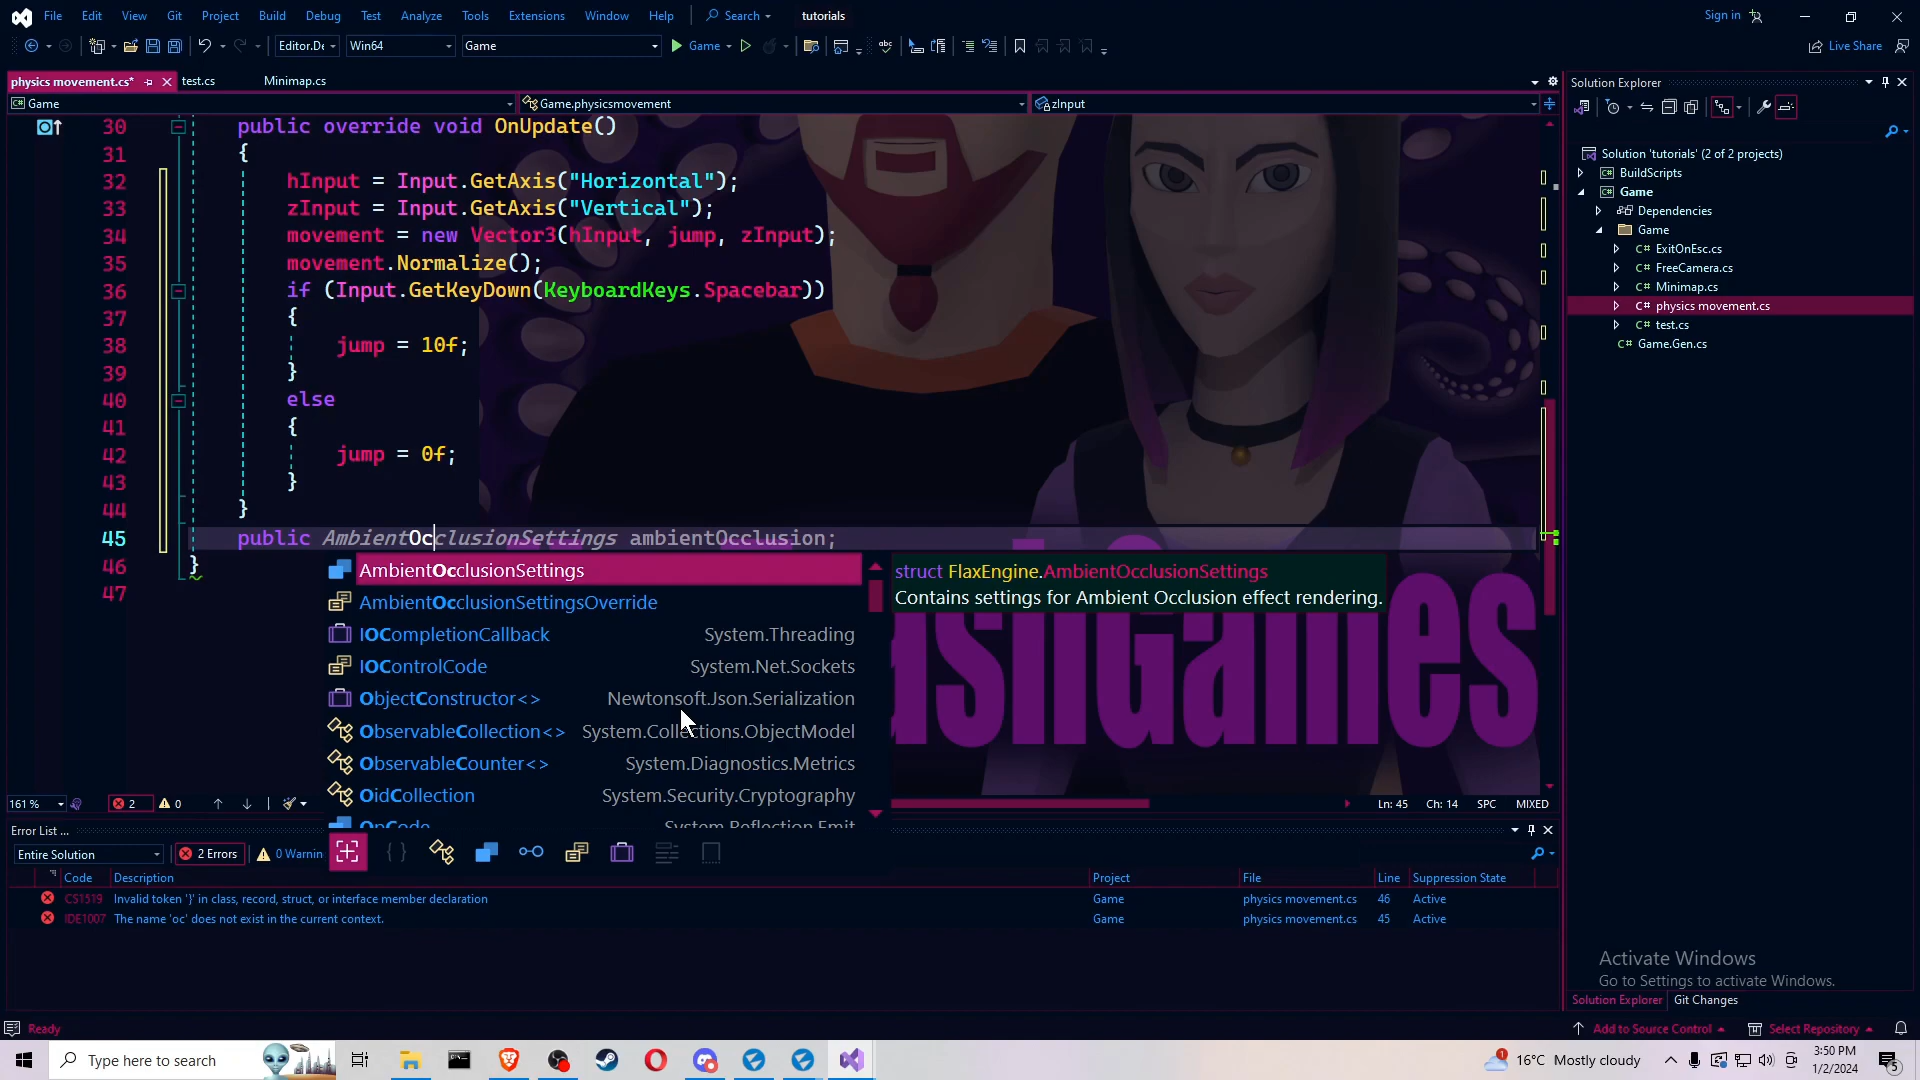 File Edit View Git Project Build Debug Test Analyze Tools Extensions Window Help Search tutorials Sign in
Editor.De Win64 Game Game Live Share
physics movement.cs* test.cs Minimap.cs
Game Game.physicsmovement zInput
30 public override void OnUpdate()
31 {
32 hInput = Input.GetAxis("Horizontal");
33 zInput = Input.GetAxis("Vertical");
34 movement = new Vector3(hInput, jump, zInput);
35 movement.Normalize();
36 if (Input.GetKeyDown(KeyboardKeys.Spacebar))
37 {
38 jump = 10f;
39 }
40 else
41 {
42 jump = 0f;
43 }
44 }
45 public AmbientOcclusionSettings ambientOcclusion;
46 }
47
AmbientOcclusionSettings
AmbientOcclusionSettingsOverride
IOCompletionCallback System.Threading
IOControlCode System.Net.Sockets
ObjectConstructor<> Newtonsoft.Json.Serialization
ObservableCollection<> System.Collections.ObjectModel
ObservableCounter<> System.Diagnostics.Metrics
OidCollection System.Security.Cryptography
OpCode System.Reflection.Emit
struct FlaxEngine.AmbientOcclusionSettings
Contains settings for Ambient Occlusion effect rendering.
ashGames
161 % 2 0 Ln: 45 Ch: 14 SPC MIXED
Error List ...
Entire Solution 2 Errors 0 Warnin
Code Description Project File Line Suppression State
CS1519 Invalid token '}' in class, record, struct, or interface member declaration Game physics movement.cs 46 Active
IDE1007 The name 'oc' does not exist in the current context. Game physics movement.cs 45 Active
Solution Explorer
Solution 'tutorials' (2 of 2 projects)
BuildScripts
Game
Dependencies
Game
C# ExitOnEsc.cs
C# FreeCamera.cs
C# Minimap.cs
C# physics movement.cs
C# test.cs
C# Game.Gen.cs
Activate Windows
Go to Settings to activate Windows.
Solution Explorer Git Changes
Ready Add to Source Control Select Repository
Type here to search 1 16°C Mostly cloudy 3:50 PM 5
1/2/2024